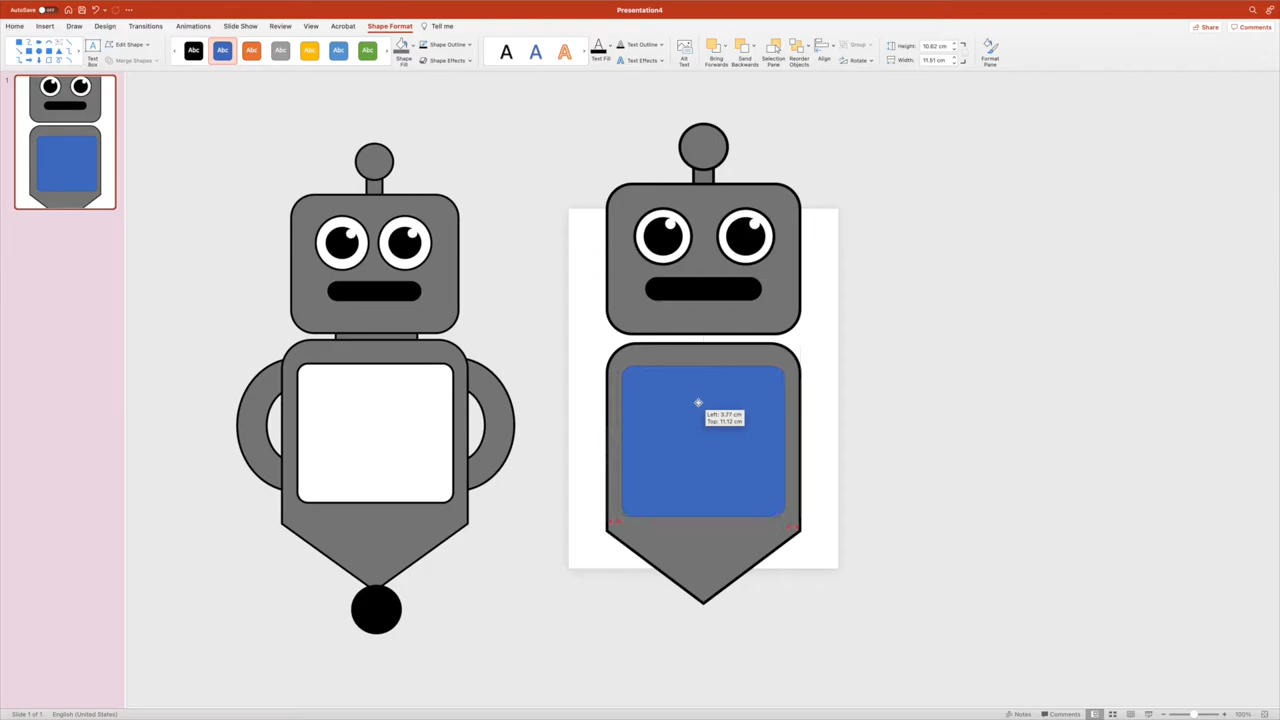 AutoSave OFF
Presentation4
Home Insert Draw Design Transitions Animations Slide Show Review View Acrobat Shape Format Tell me
Share Comments
Text Box
Edit Shape
Merge Shapes
Abc Abc Abc Abc Abc Abc Abc
Shape Fill
Shape Outline
Shape Effects
A A A
Text Fill
Text Outline
Text Effects
Alt Text
Bring Forwards
Send Backwards
Selection Pane
Reorder Objects
Align
Group
Rotate
Height: 10.62 cm
Width: 11.51 cm
Format Pane
1
Left: 3.77 cm
Top: 11.12 cm
Slide 1 of 1 English (United States)
Notes Comments 100%